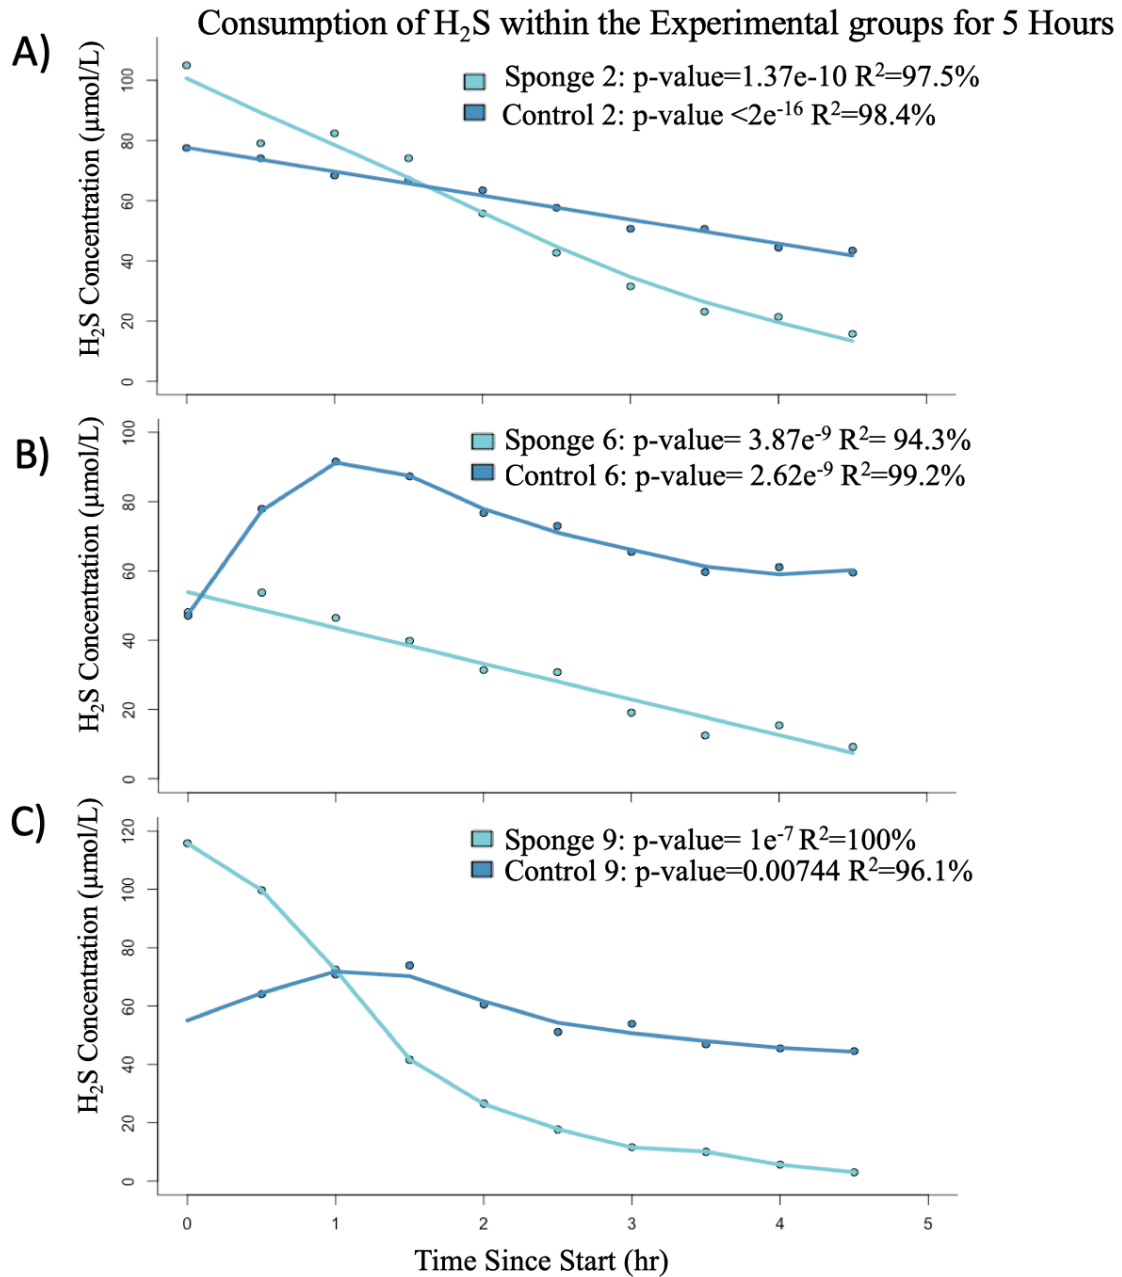 Consumption of H₂S within the Experimental groups for 5 Hours
A)
H₂S Concentration (µmol/L)
100
80
60
40
20
0
Sponge 2: p-value=1.37e-10 R²=97.5%
Control 2: p-value <2e⁻¹⁶ R²=98.4%
B)
H₂S Concentration (µmol/L)
100
80
60
40
20
0
Sponge 6: p-value= 3.87e⁻⁹ R²= 94.3%
Control 6: p-value= 2.62e⁻⁹ R²=99.2%
C)
H₂S Concentration (µmol/L)
120
100
80
60
40
20
0
Sponge 9: p-value= 1e⁻⁷ R²=100%
Control 9: p-value=0.00744 R²=96.1%
0 1 2 3 4 5
Time Since Start (hr)